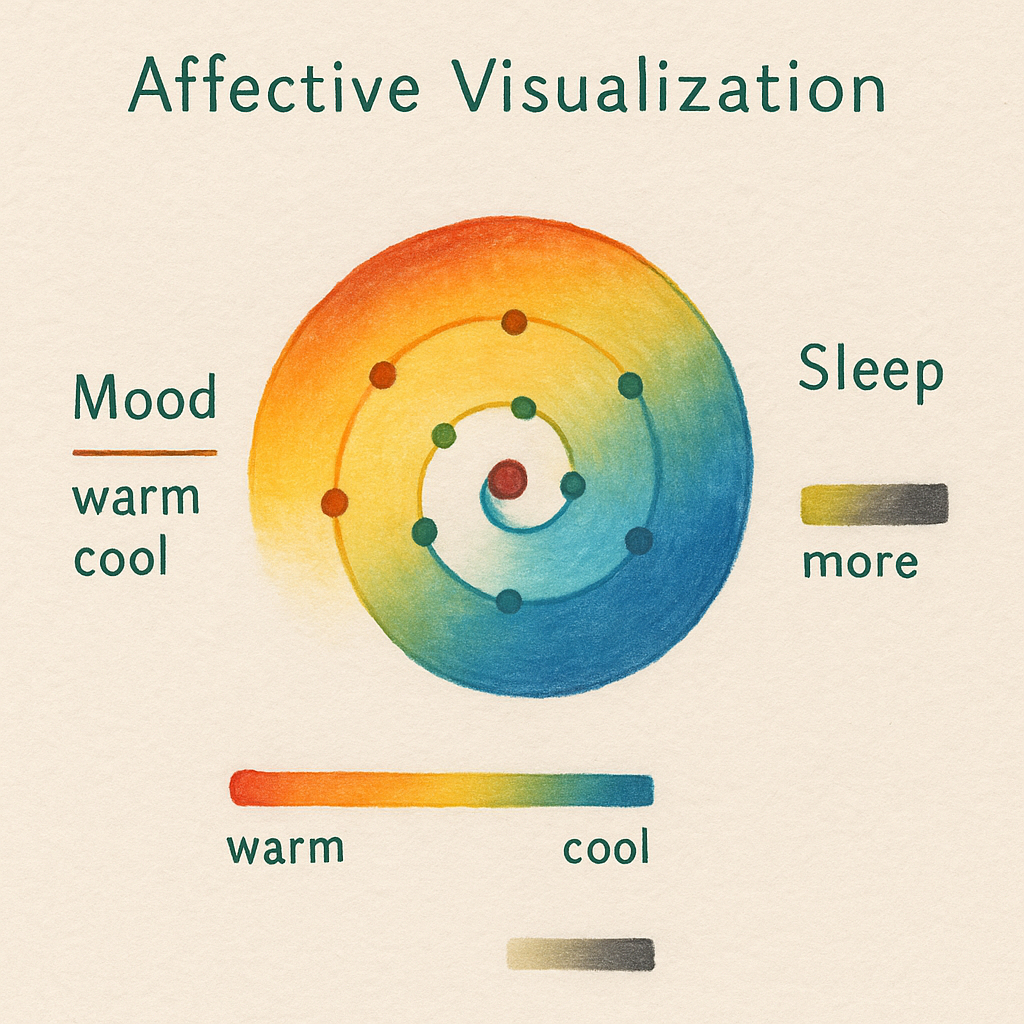 Affective Visualization
Mood
warm
cool
Sleep
more
warm
cool